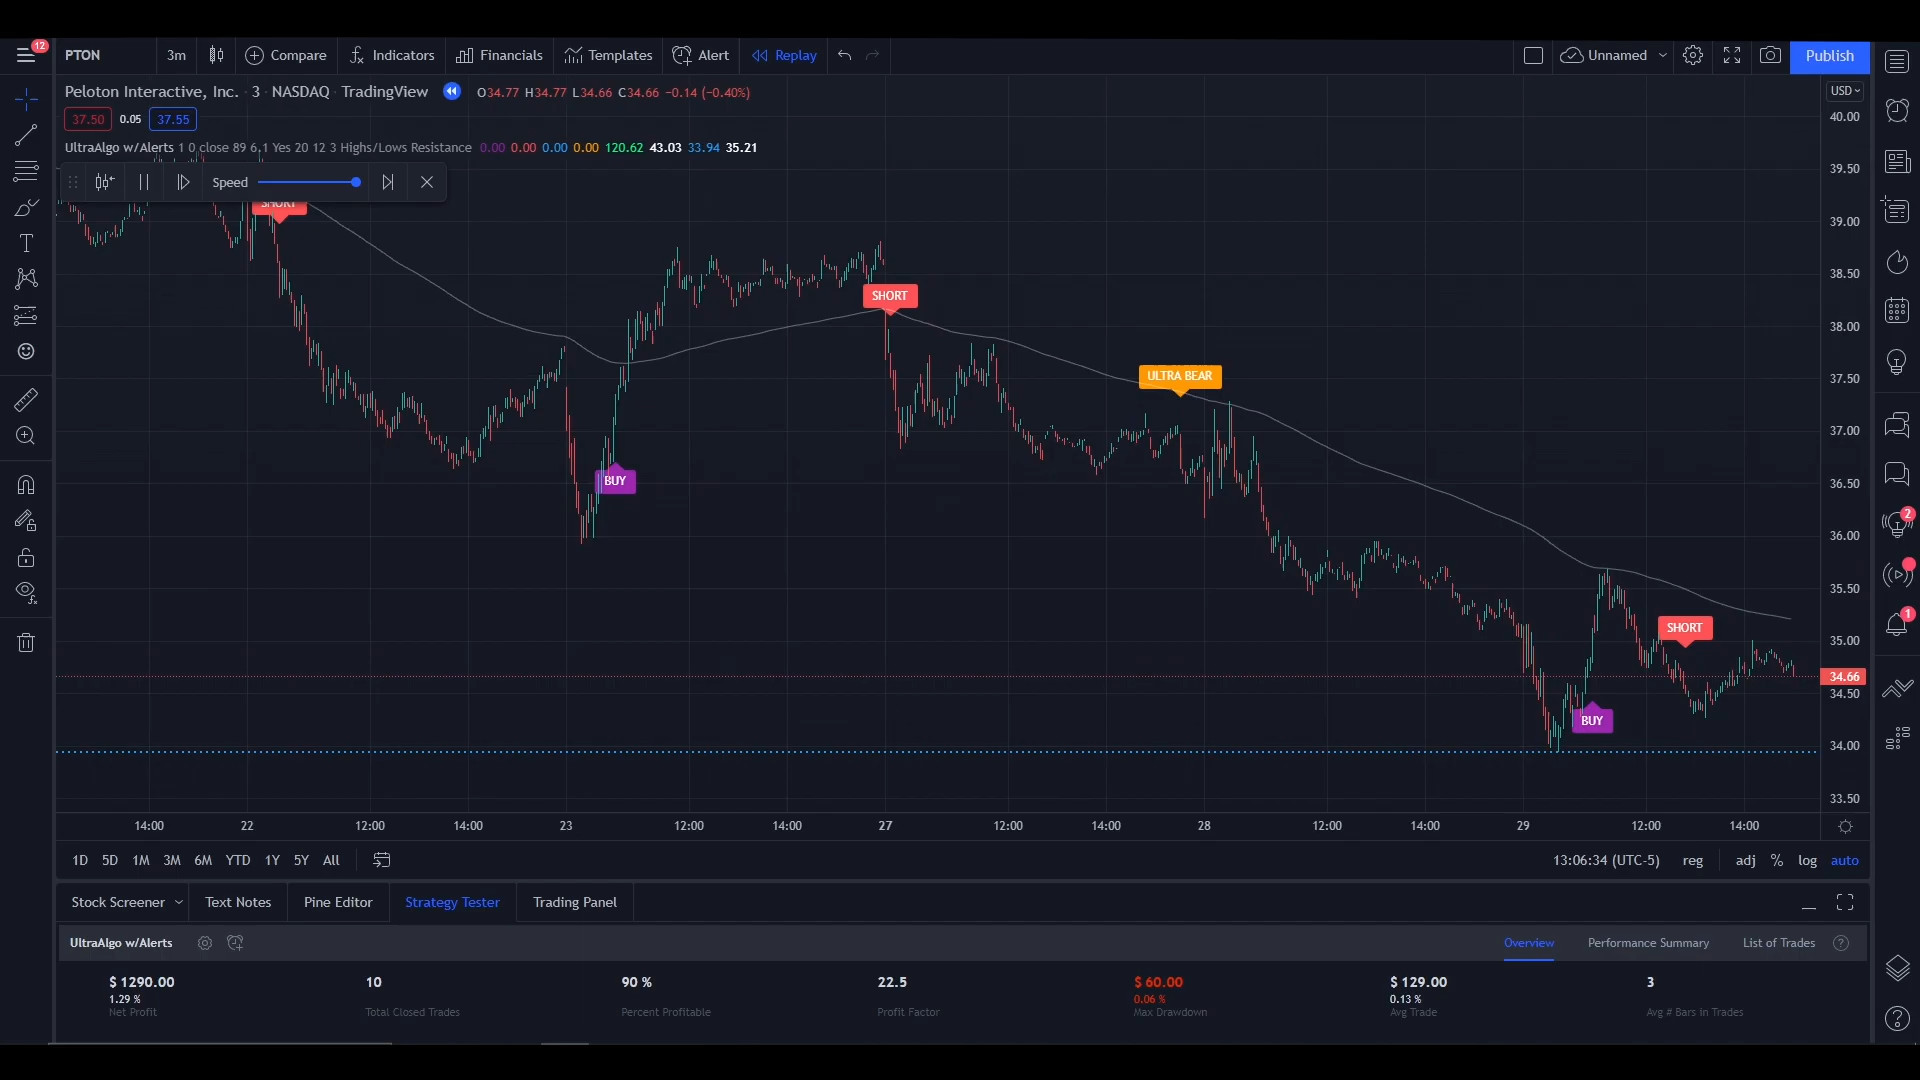 12
PTON
3m
Compare
Indicators
Financials
Templates
Alert
Replay
Unnamed
Publish
Peloton Interactive, Inc. · 3 · NASDAQ · TradingView
O34.77 H34.77 L34.66 C34.66 −0.14 (−0.40%)
USD
37.50 0.05 37.55
UltraAlgo w/Alerts 1 0 close 89 6.1 Yes 20 12 3 Highs/Lows Resistance 0.00 0.00 0.00 0.00 120.62 43.03 33.94 35.21
Speed
SHORT
SHORT
ULTRA BEAR
BUY
SHORT
BUY
40.00
39.50
39.00
38.50
38.00
37.50
37.00
36.50
36.00
35.50
35.00
34.66
34.50
34.00
33.50
2
1
14:00 22 12:00 14:00 23 12:00 14:00 27 12:00 14:00 28 12:00 14:00 29 12:00 14:00
1D 5D 1M 3M 6M YTD 1Y 5Y All
13:06:34 (UTC-5) reg adj % log auto
Stock Screener
Text Notes
Pine Editor
Strategy Tester
Trading Panel
UltraAlgo w/Alerts
Overview
Performance Summary
List of Trades
$ 1290.00
1.29 %
Net Profit
10
Total Closed Trades
90 %
Percent Profitable
22.5
Profit Factor
$ 60.00
0.06 %
Max Drawdown
$ 129.00
0.13 %
Avg Trade
3
Avg # Bars In Trades